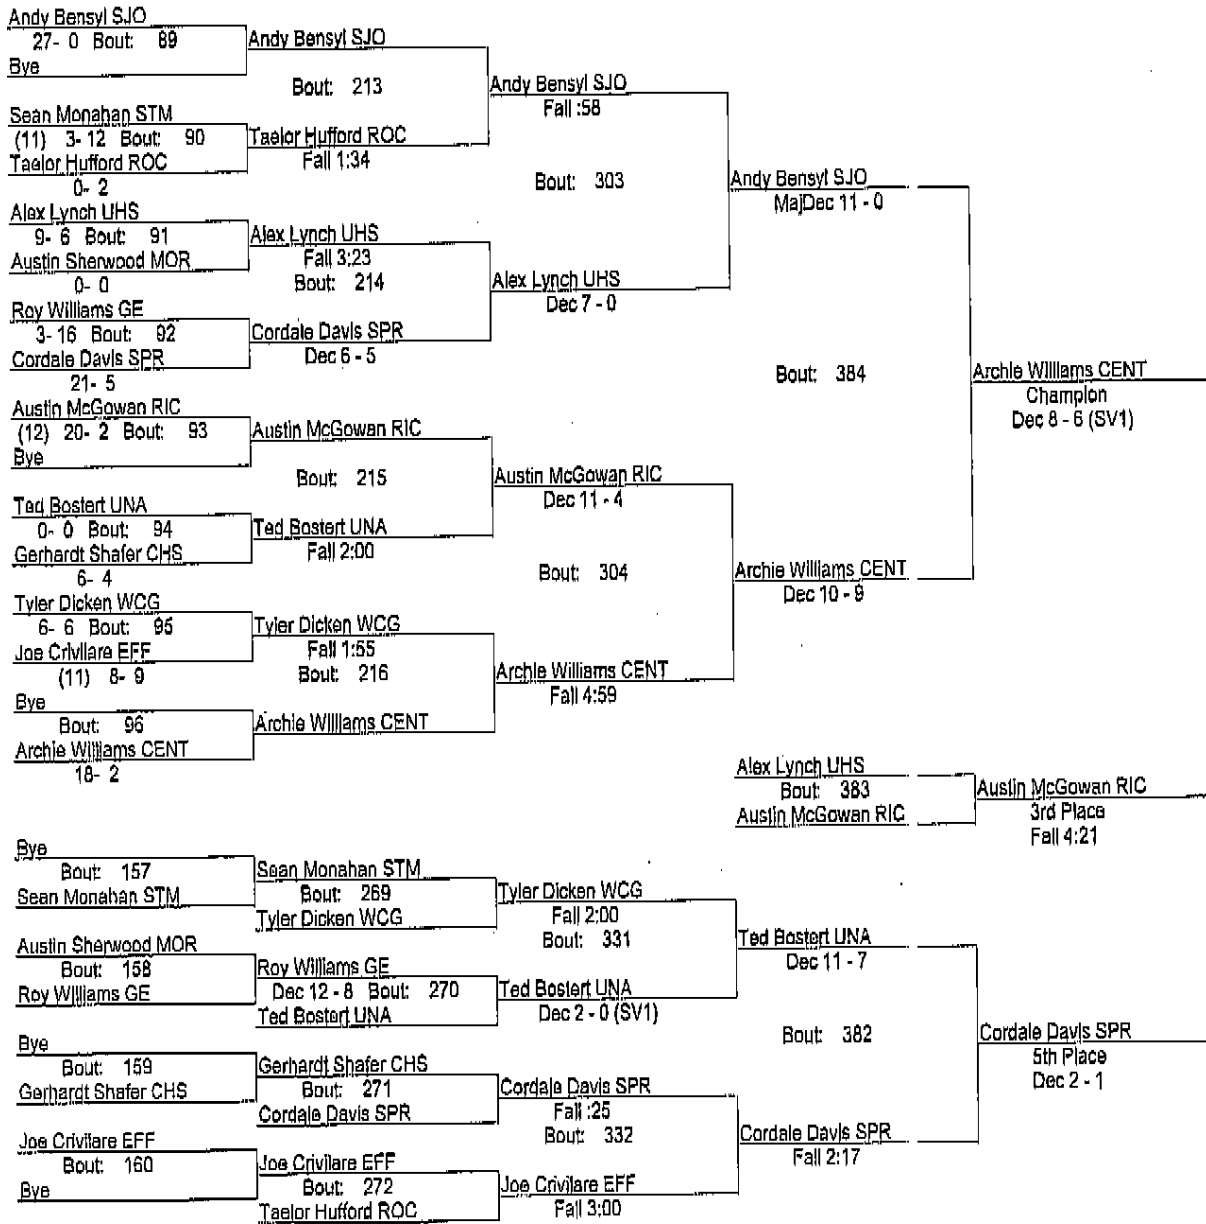 Andy Bensyl SJO
27- 0 Bout: 89
Bye
Andy Bensyl SJO
Bout: 213
Sean Monahan STM
(11) 3- 12 Bout: 90
Taelor Hufford ROC
0- 2
Taelor Hufford ROC
Fall 1:34
Andy Bensyl SJO
Fall :58
Bout: 303
Alex Lynch UHS
9- 6 Bout: 91
Austin Sherwood MOR
0- 0
Alex Lynch UHS
Fall 3:23
Bout: 214
Roy Williams GE
3- 16 Bout: 92
Cordale Davis SPR
21- 5
Cordale Davis SPR
Dec 6 - 5
Alex Lynch UHS
Dec 7 - 0
Andy Bensyl SJO
MajDec 11 - 0
Bout: 384
Archie Williams CENT
Champion
Dec 8 - 6 (SV1)
Austin McGowan RIC
(12) 20- 2 Bout: 93
Bye
Austin McGowan RIC
Bout: 215
Ted Bostert UNA
0- 0 Bout: 94
Gerhardt Shafer CHS
6- 4
Ted Bostert UNA
Fall 2:00
Austin McGowan RIC
Dec 11 - 4
Bout: 304
Tyler Dicken WCG
6- 6 Bout: 95
Joe Crivilare EFF
(11) 8- 9
Tyler Dicken WCG
Fall 1:55
Bout: 216
Bye
Bout: 96
Archie Williams CENT
18- 2
Archie Williams CENT
Archie Williams CENT
Fall 4:59
Archie Williams CENT
Dec 10 - 9
Alex Lynch UHS
Bout: 383
Austin McGowan RIC
Austin McGowan RIC
3rd Place
Fall 4:21
Bye
Bout: 157
Sean Monahan STM
Sean Monahan STM
Bout: 269
Tyler Dicken WCG
Tyler Dicken WCG
Fall 2:00
Bout: 331
Austin Sherwood MOR
Bout: 158
Roy Williams GE
Roy Williams GE
Dec 12 - 8 Bout: 270
Ted Bostert UNA
Ted Bostert UNA
Dec 2 - 0 (SV1)
Ted Bostert UNA
Dec 11 - 7
Bout: 382
Cordale Davis SPR
5th Place
Dec 2 - 1
Bye
Bout: 159
Gerhardt Shafer CHS
Gerhardt Shafer CHS
Bout: 271
Cordale Davis SPR
Cordale Davis SPR
Fall :25
Bout: 332
Joe Crivilare EFF
Bout: 160
Bye
Joe Crivilare EFF
Bout: 272
Taelor Hufford ROC
Joe Crivilare EFF
Fall 3:00
Cordale Davis SPR
Fall 2:17